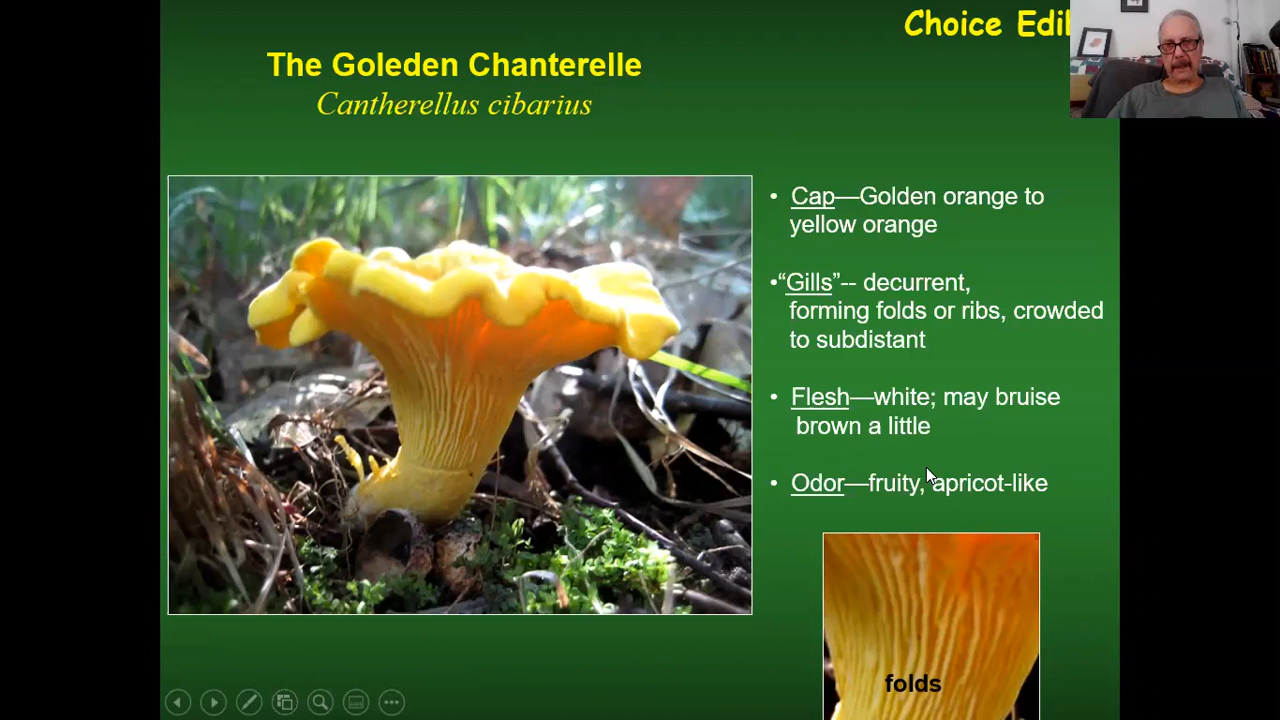 Choice Edi
The Goleden Chanterelle
Cantherellus cibarius
• Cap—Golden orange to
yellow orange
•“Gills”-- decurrent,
forming folds or ribs, crowded
to subdistant
• Flesh—white; may bruise
brown a little
• Odor—fruity, apricot-like
folds